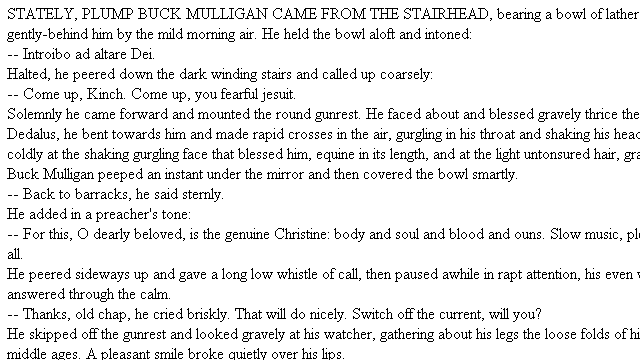 STATELY, PLUMP BUCK MULLIGAN CAME FROM THE STAIRHEAD, bearing a bowl of lather
gently-behind him by the mild morning air. He held the bowl aloft and intoned:
-- Introibo ad altare Dei.
Halted, he peered down the dark winding stairs and called up coarsely:
-- Come up, Kinch. Come up, you fearful jesuit.
Solemnly he came forward and mounted the round gunrest. He faced about and blessed gravely thrice the
Dedalus, he bent towards him and made rapid crosses in the air, gurgling in his throat and shaking his head
coldly at the shaking gurgling face that blessed him, equine in its length, and at the light untonsured hair, gra
Buck Mulligan peeped an instant under the mirror and then covered the bowl smartly.
-- Back to barracks, he said sternly.
He added in a preacher's tone:
-- For this, O dearly beloved, is the genuine Christine: body and soul and blood and ouns. Slow music, pl
all.
He peered sideways up and gave a long low whistle of call, then paused awhile in rapt attention, his even
answered through the calm.
-- Thanks, old chap, he cried briskly. That will do nicely. Switch off the current, will you?
He skipped off the gunrest and looked gravely at his watcher, gathering about his legs the loose folds of hi
middle ages. A pleasant smile broke quietly over his lips.